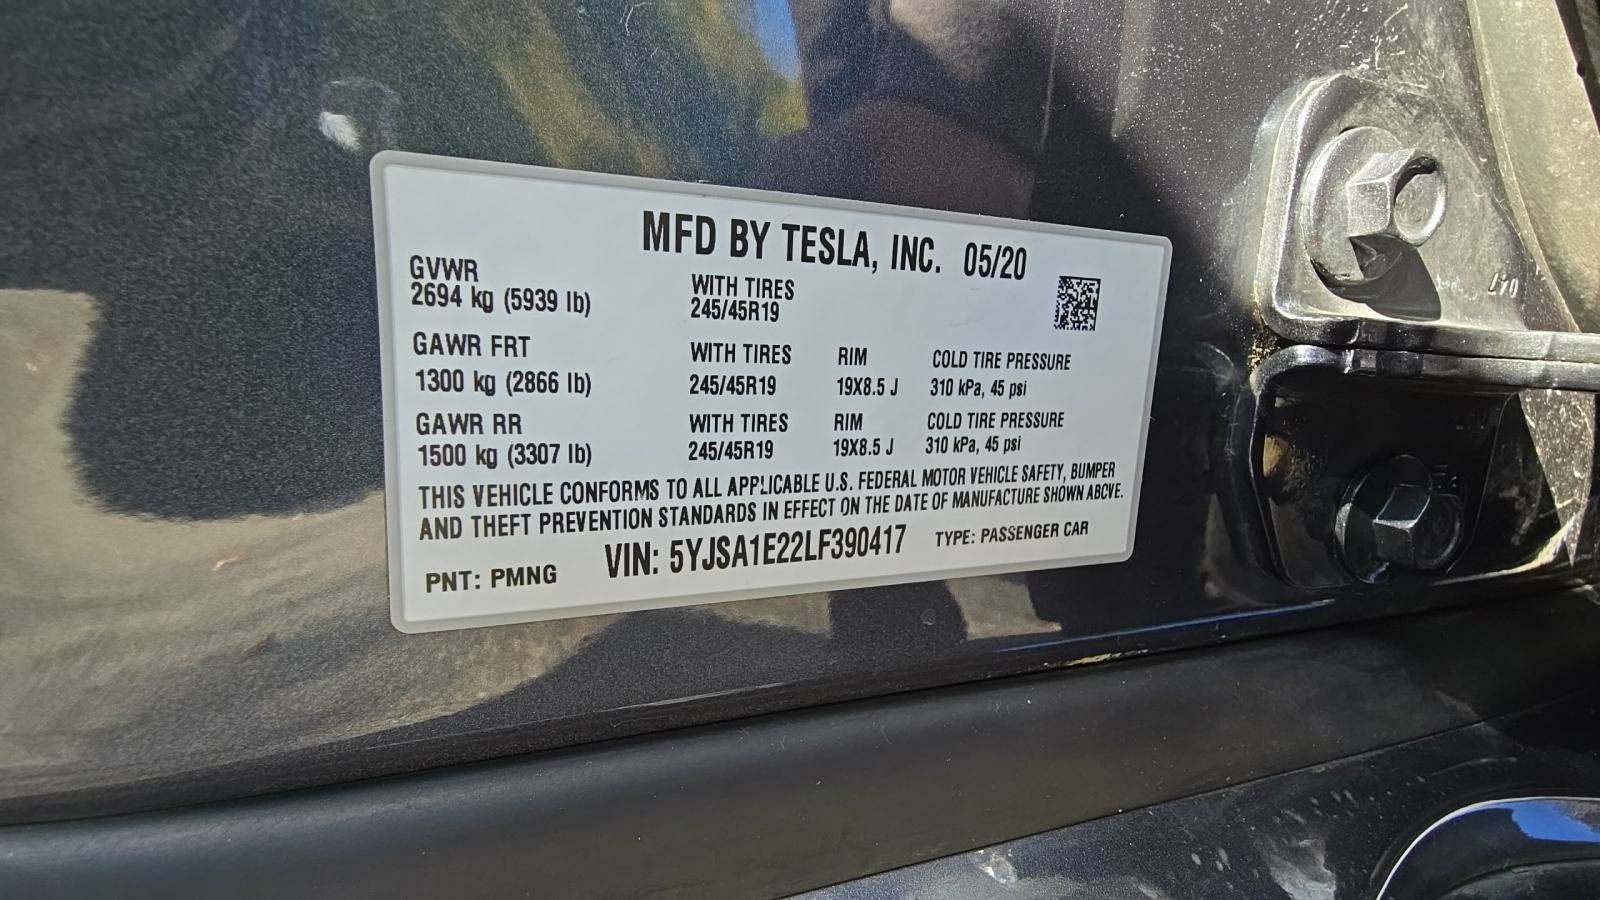 MFD BY TESLA, INC. 05/20
GVWR WITH TIRES
2694 kg (5939 lb) 245/45R19
GAWR FRT WITH TIRES RIM COLD TIRE PRESSURE
1300 kg (2866 lb) 245/45R19 19X8.5 J 310 kPa, 45 psi
GAWR RR WITH TIRES RIM COLD TIRE PRESSURE
1500 kg (3307 lb) 245/45R19 19X8.5 J 310 kPa, 45 psi
THIS VEHICLE CONFORMS TO ALL APPLICABLE U.S. FEDERAL MOTOR VEHICLE SAFETY, BUMPER
AND THEFT PREVENTION STANDARDS IN EFFECT ON THE DATE OF MANUFACTURE SHOWN ABOVE.
PNT: PMNG VIN: 5YJSA1E22LF390417 TYPE: PASSENGER CAR